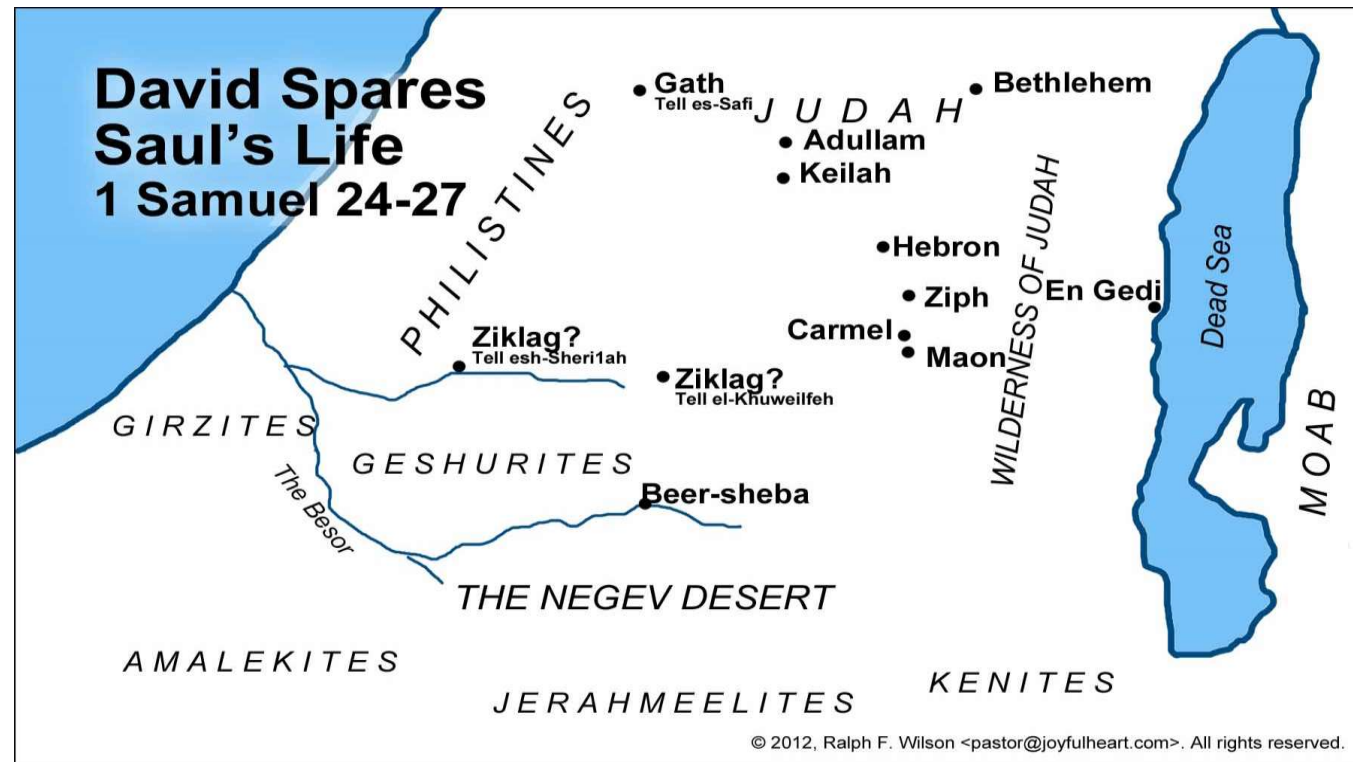 David Spares
Saul's Life
1 Samuel 24-27
Gath
Tell es-Safi
JUDAH
Bethlehem
Adullam
Keilah
PHILISTINES
Hebron
WILDERNESS OF JUDAH
Ziph
En Gedi
Dead Sea
Carmel
Maon
Ziklag?
Tell esh-Sheri1ah
Ziklag?
Tell el-Khuweilfeh
MOAB
GIRZITES
GESHURITES
The Besor
Beer-sheba
THE NEGEV DESERT
AMALEKITES
JERAHMEELITES
KENITES
© 2012, Ralph F. Wilson <pastor@joyfulheart.com>. All rights reserved.